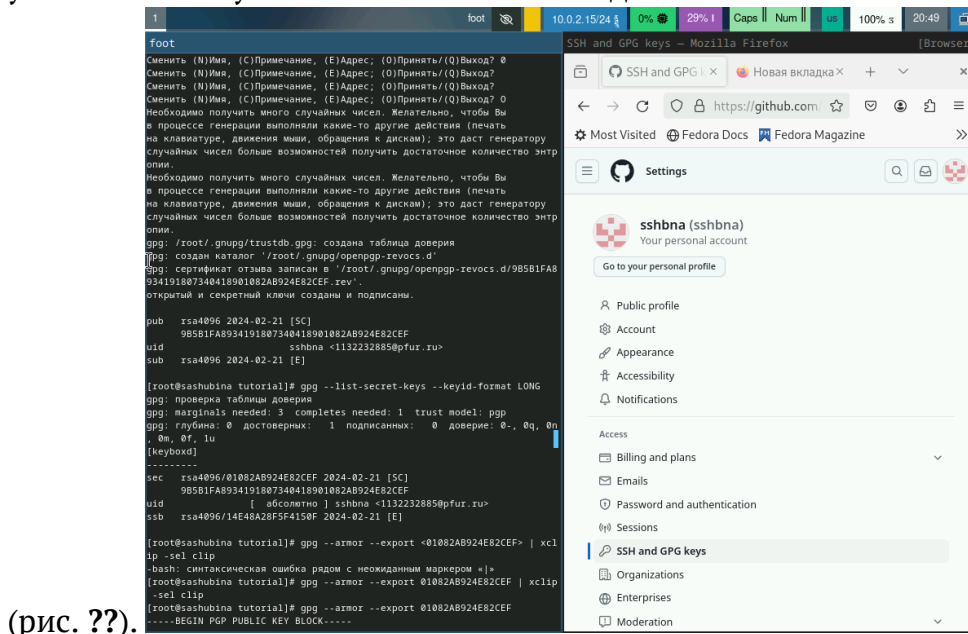 1 foot 10.0.2.15/24 0% 29% Caps Num us 100% 20:49
foot
Сменить (N)Имя, (C)Примечание, (E)Адрес; (O)Принять/(Q)Выход? 0
Сменить (N)Имя, (C)Примечание, (E)Адрес; (O)Принять/(Q)Выход?
Сменить (N)Имя, (C)Примечание, (E)Адрес; (O)Принять/(Q)Выход?
Сменить (N)Имя, (C)Примечание, (E)Адрес; (O)Принять/(Q)Выход? O
Необходимо получить много случайных чисел. Желательно, чтобы Вы
в процессе генерации выполняли какие-то другие действия (печать
на клавиатуре, движения мыши, обращения к дискам); это даст генератору
случайных чисел больше возможностей получить достаточное количество энтр
опии.
Необходимо получить много случайных чисел. Желательно, чтобы Вы
в процессе генерации выполняли какие-то другие действия (печать
на клавиатуре, движения мыши, обращения к дискам); это даст генератору
случайных чисел больше возможностей получить достаточное количество энтр
опии.
gpg: /root/.gnupg/trustdb.gpg: создана таблица доверия
gpg: создан каталог '/root/.gnupg/openpgp-revocs.d'
gpg: сертификат отзыва записан в '/root/.gnupg/openpgp-revocs.d/9B5B1FA8
9341918073404189010​82AB924E82CEF.rev'.
открытый и секретный ключи созданы и подписаны.
pub rsa4096 2024-02-21 [SC]
9B5B1FA893419180734041890​1082AB924E82CEF
uid sshbna <1132232885@pfur.ru>
sub rsa4096 2024-02-21 [E]
[root@sashubina tutorial]# gpg --list-secret-keys --keyid-format LONG
gpg: проверка таблицы доверия
gpg: marginals needed: 3 completes needed: 1 trust model: pgp
gpg: глубина: 0 достоверных: 1 подписанных: 0 доверие: 0-, 0q, 0n
, 0m, 0f, 1u
[keyboxd]
---------
sec rsa4096/01082AB924E82CEF 2024-02-21 [SC]
9B5B1FA893419180734041890​1082AB924E82CEF
uid [ абсолютно ] sshbna <1132232885@pfur.ru>
ssb rsa4096/14E48A28F5F4150F 2024-02-21 [E]
[root@sashubina tutorial]# gpg --armor --export <01082AB924E82CEF> | xcl
ip -sel clip
-bash: синтаксическая ошибка рядом с неожиданным маркером «|»
[root@sashubina tutorial]# gpg --armor --export 01082AB924E82CEF | xclip
-sel clip
[root@sashubina tutorial]# gpg --armor --export 01082AB924E82CEF
-----BEGIN PGP PUBLIC KEY BLOCK-----
SSH and GPG keys — Mozilla Firefox [Browser
SSH and GPG k
Новая вкладка
https://github.com
Most Visited Fedora Docs Fedora Magazine
Settings
sshbna (sshbna)
Your personal account
Go to your personal profile
Public profile
Account
Appearance
Accessibility
Notifications
Access
Billing and plans
Emails
Password and authentication
Sessions
SSH and GPG keys
Organizations
Enterprises
Moderation
(рис. ??).